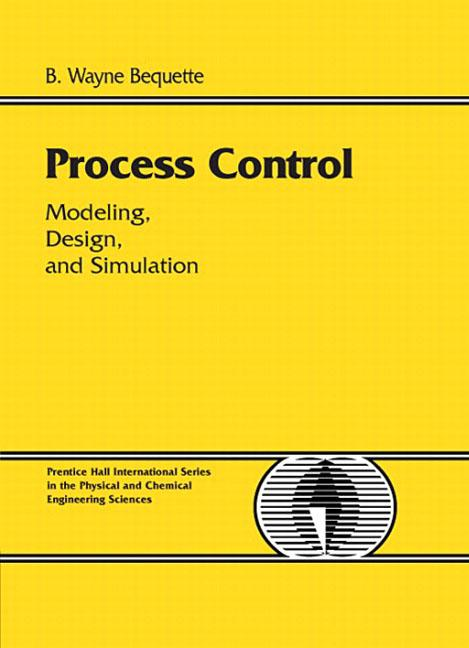 B. Wayne Bequette
Process Control
Modeling,
Design,
and Simulation
Prentice Hall International Series
in the Physical and Chemical
Engineering Sciences